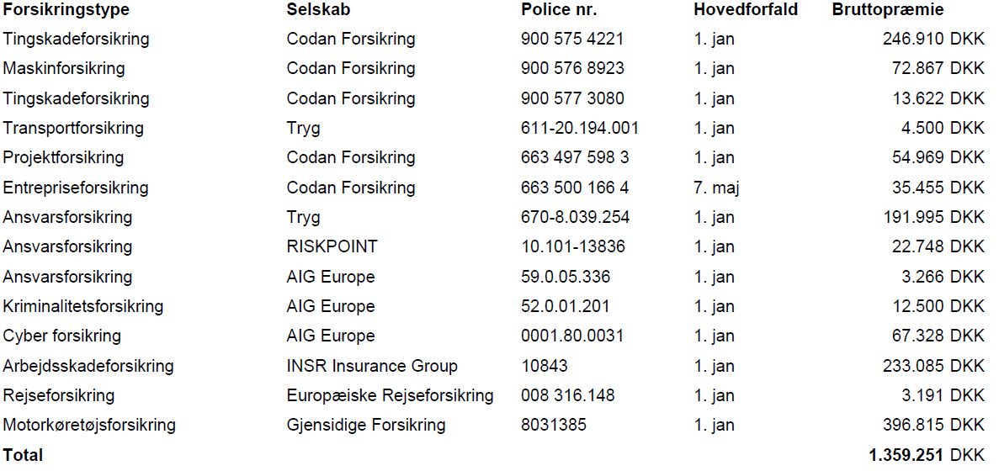 Forsikringstype Selskab Police nr. Hovedforfald Bruttopræmie
Tingskadeforsikring Codan Forsikring 900 575 4221 1. jan 246.910 DKK
Maskinforsikring Codan Forsikring 900 576 8923 1. jan 72.867 DKK
Tingskadeforsikring Codan Forsikring 900 577 3080 1. jan 13.622 DKK
Transportforsikring Tryg 611-20.194.001 1. jan 4.500 DKK
Projektforsikring Codan Forsikring 663 497 598 3 1. jan 54.969 DKK
Entrepriseforsikring Codan Forsikring 663 500 166 4 7. maj 35.455 DKK
Ansvarsforsikring Tryg 670-8.039.254 1. jan 191.995 DKK
Ansvarsforsikring RISKPOINT 10.101-13836 1. jan 22.748 DKK
Ansvarsforsikring AIG Europe 59.0.05.336 1. jan 3.266 DKK
Kriminalitetsforsikring AIG Europe 52.0.01.201 1. jan 12.500 DKK
Cyber forsikring AIG Europe 0001.80.0031 1. jan 67.328 DKK
Arbejdsskadeforsikring INSR Insurance Group 10843 1. jan 233.085 DKK
Rejseforsikring Europæiske Rejseforsikring 008 316.148 1. jan 3.191 DKK
Motorkøretøjsforsikring Gjensidige Forsikring 8031385 1. jan 396.815 DKK
Total 1.359.251 DKK